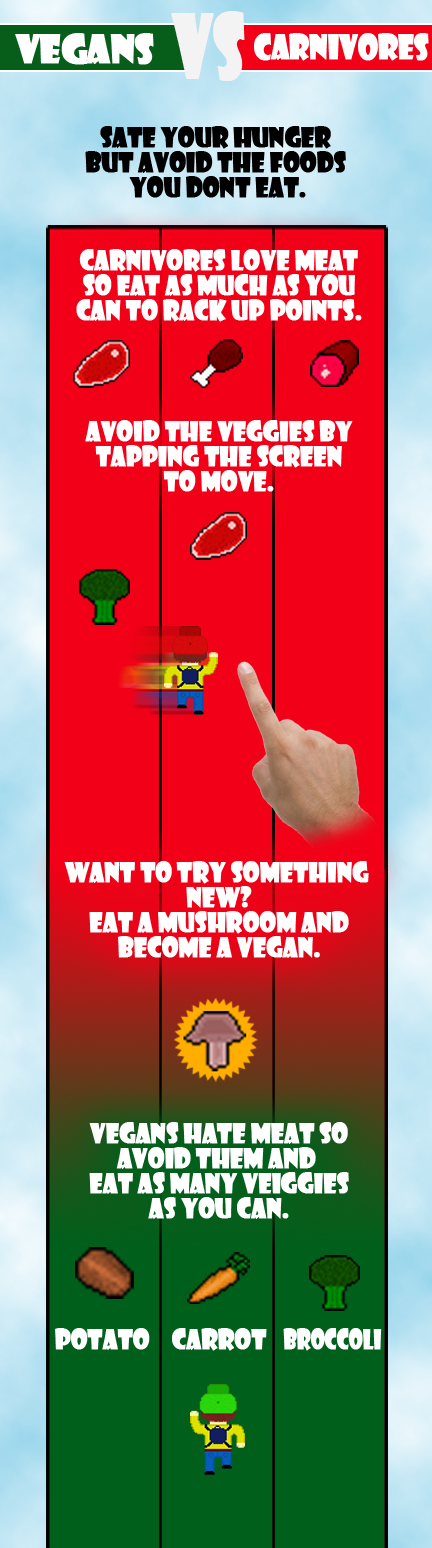 VEGANS VS CARNIVORES
SATE YOUR HUNGER
BUT AVOID THE FOODS
YOU DONT EAT.
CARNIVORES LOVE MEAT
SO EAT AS MUCH AS YOU
CAN TO RACK UP POINTS.
AVOID THE VEGGIES BY
TAPPING THE SCREEN
TO MOVE.
WANT TO TRY SOMETHING
NEW?
EAT A MUSHROOM AND
BECOME A VEGAN.
VEGANS HATE MEAT SO
AVOID THEM AND
EAT AS MANY VEIGGIES
AS YOU CAN.
POTATO CARROT BROCCOLI